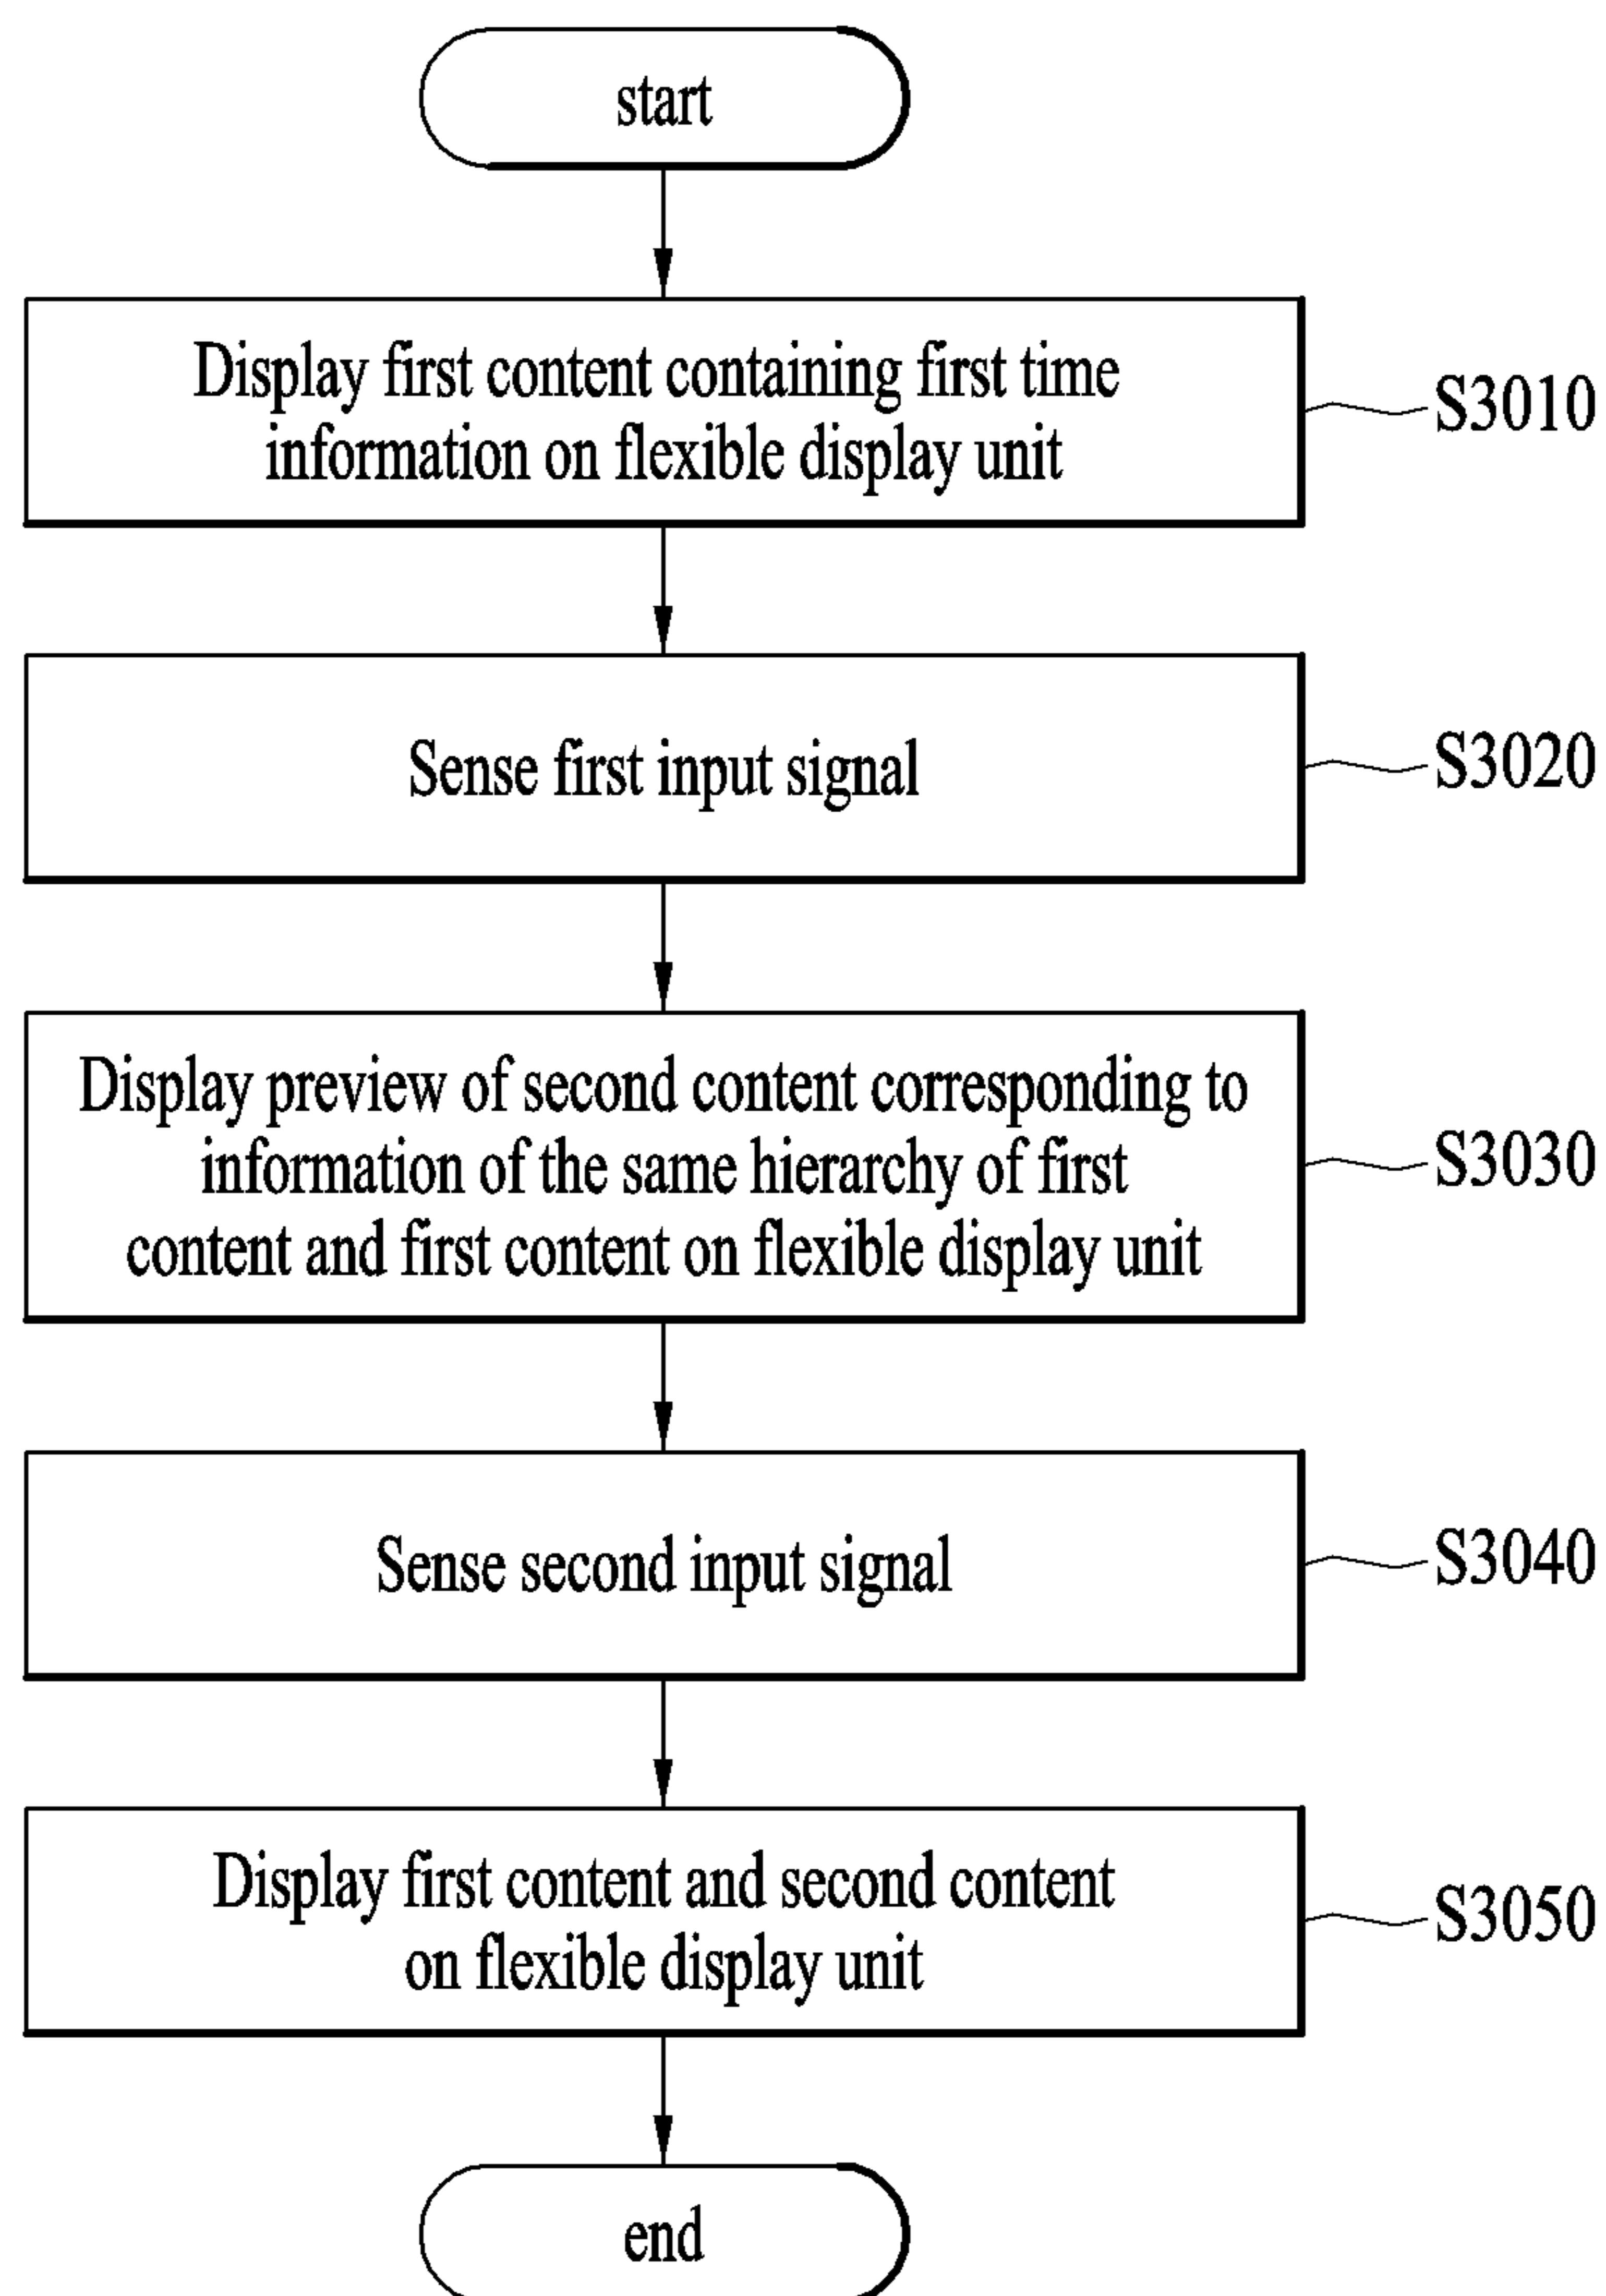 start
Display first content containing first time
information on flexible display unit
S3010
Sense first input signal
S3020
Display preview of second content corresponding to
information of the same hierarchy of first
content and first content on flexible display unit
S3030
Sense second input signal
S3040
Display first content and second content
on flexible display unit
S3050
end